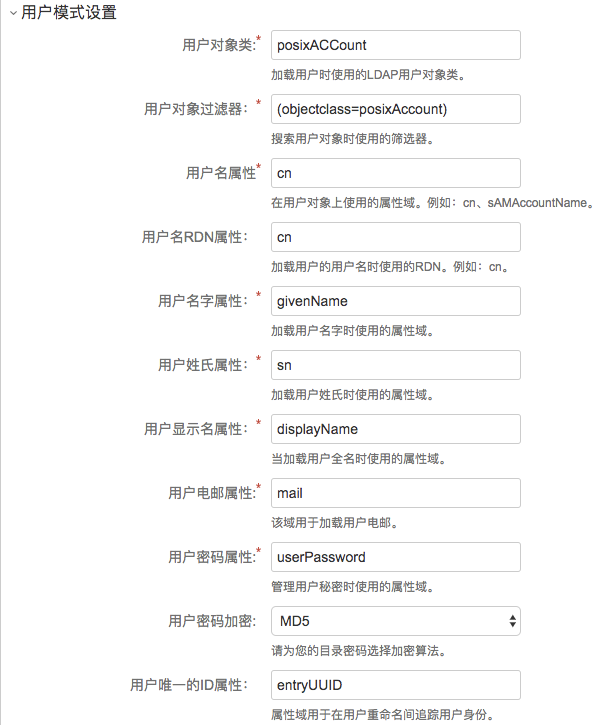 用户模式设置
用户对象类:* posixACCount
加载用户时使用的LDAP用户对象类。
用户对象过滤器：* (objectclass=posixAccount)
搜索用户对象时使用的筛选器。
用户名属性* cn
在用户对象上使用的属性域。例如：cn、sAMAccountName。
用户名RDN属性： cn
加载用户的用户名时使用的RDN。例如：cn。
用户名字属性：* givenName
加载用户名字时使用的属性域。
用户姓氏属性：* sn
加载用户姓氏时使用的属性域。
用户显示名属性：* displayName
当加载用户全名时使用的属性域。
用户电邮属性:* mail
该域用于加载用户电邮。
用户密码属性:* userPassword
管理用户秘密时使用的属性域。
用户密码加密: MD5
请为您的目录密码选择加密算法。
用户唯一的ID属性： entryUUID
属性域用于在用户重命名间追踪用户身份。